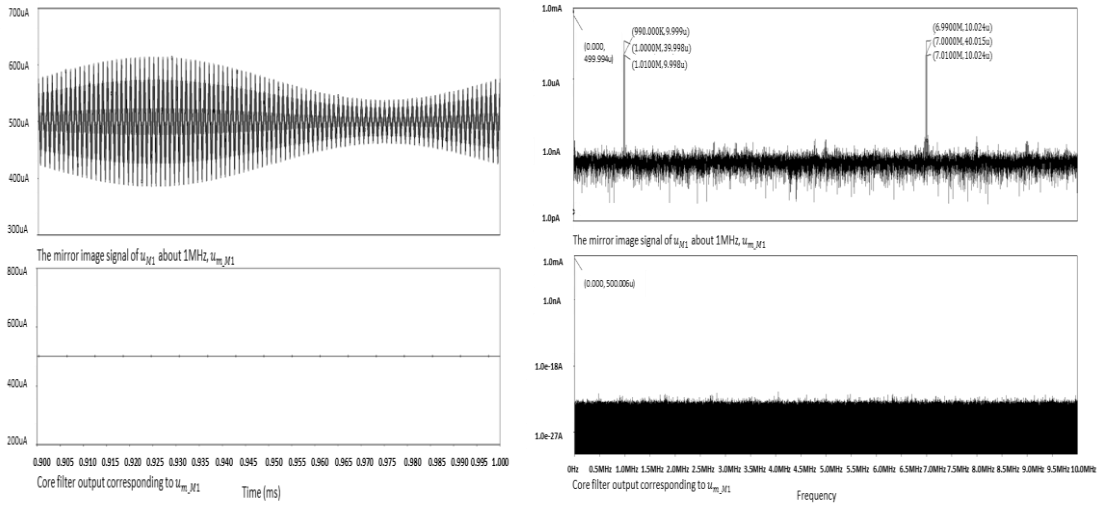 700uA
600uA
500uA
400uA
300uA
The mirror image signal of u_M1 about 1MHz, u_m_M1
800uA
600uA
400uA
200uA
0.900 0.905 0.910 0.915 0.920 0.925 0.930 0.935 0.940 0.945 0.950 0.955 0.960 0.965 0.970 0.975 0.980 0.985 0.990 0.995 1.000
Core filter output corresponding to u_m_M1
Time (ms)
1.0mA
1.0uA
1.0nA
1.0pA
(0.000,
499.994u)
(990.000K, 9.999u)
(1.0000M, 39.998u)
(1.0100M, 9.998u)
(6.9900M, 10.024u)
(7.0000M, 40.015u)
(7.0100M, 10.024u)
The mirror image signal of u_M1 about 1MHz, u_m_M1
1.0mA
1.0nA
1.0e-18A
1.0e-27A
(0.000, 500.006u)
0Hz 0.5MHz 1.0MHz 1.5MHz 2.0MHz 2.5MHz 3.0MHz 3.5MHz 4.0MHz 4.5MHz 5.0MHz 5.5MHz 6.0MHz 6.5MHz 7.0MHz 7.5MHz 8.0MHz 8.5MHz 9.0MHz 9.5MHz 10.0MHz
Core filter output corresponding to u_m_M1
Frequency